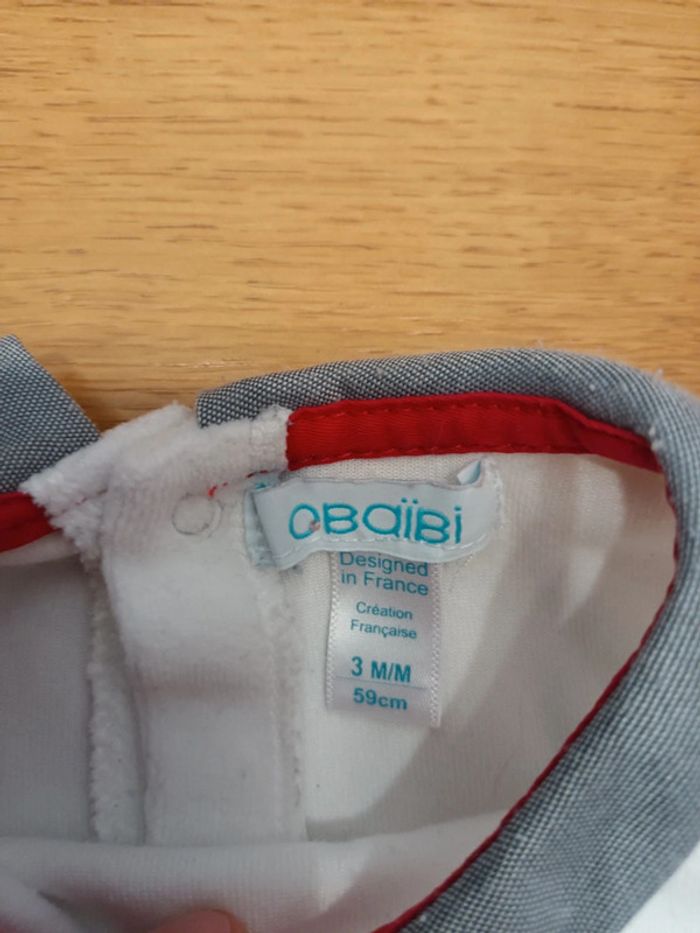 OBaïBi
Designed
in France
Création
Française
3 M/M
59cm